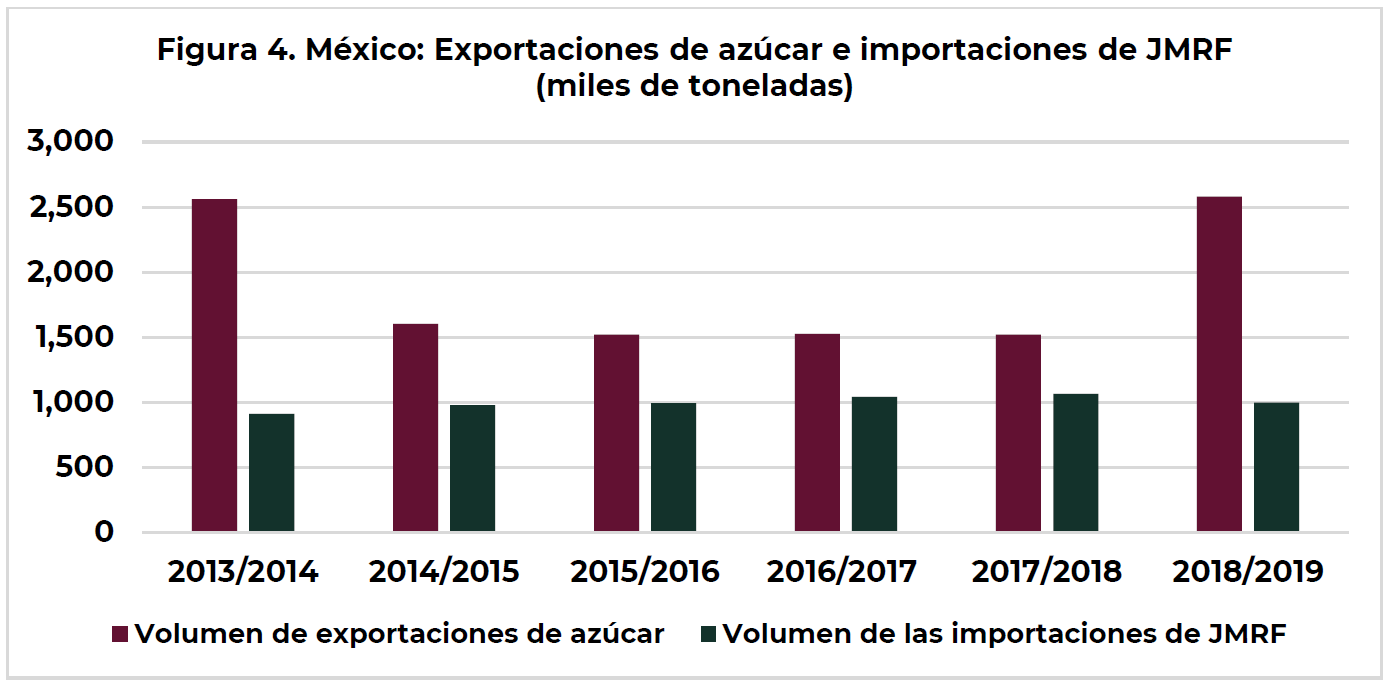 Figura 4. México: Exportaciones de azúcar e importaciones de JMRF
(miles de toneladas)
3,000
2,500
2,000
1,500
1,000
500
0
2013/2014 2014/2015 2015/2016 2016/2017 2017/2018 2018/2019
Volumen de exportaciones de azúcar Volumen de las importaciones de JMRF